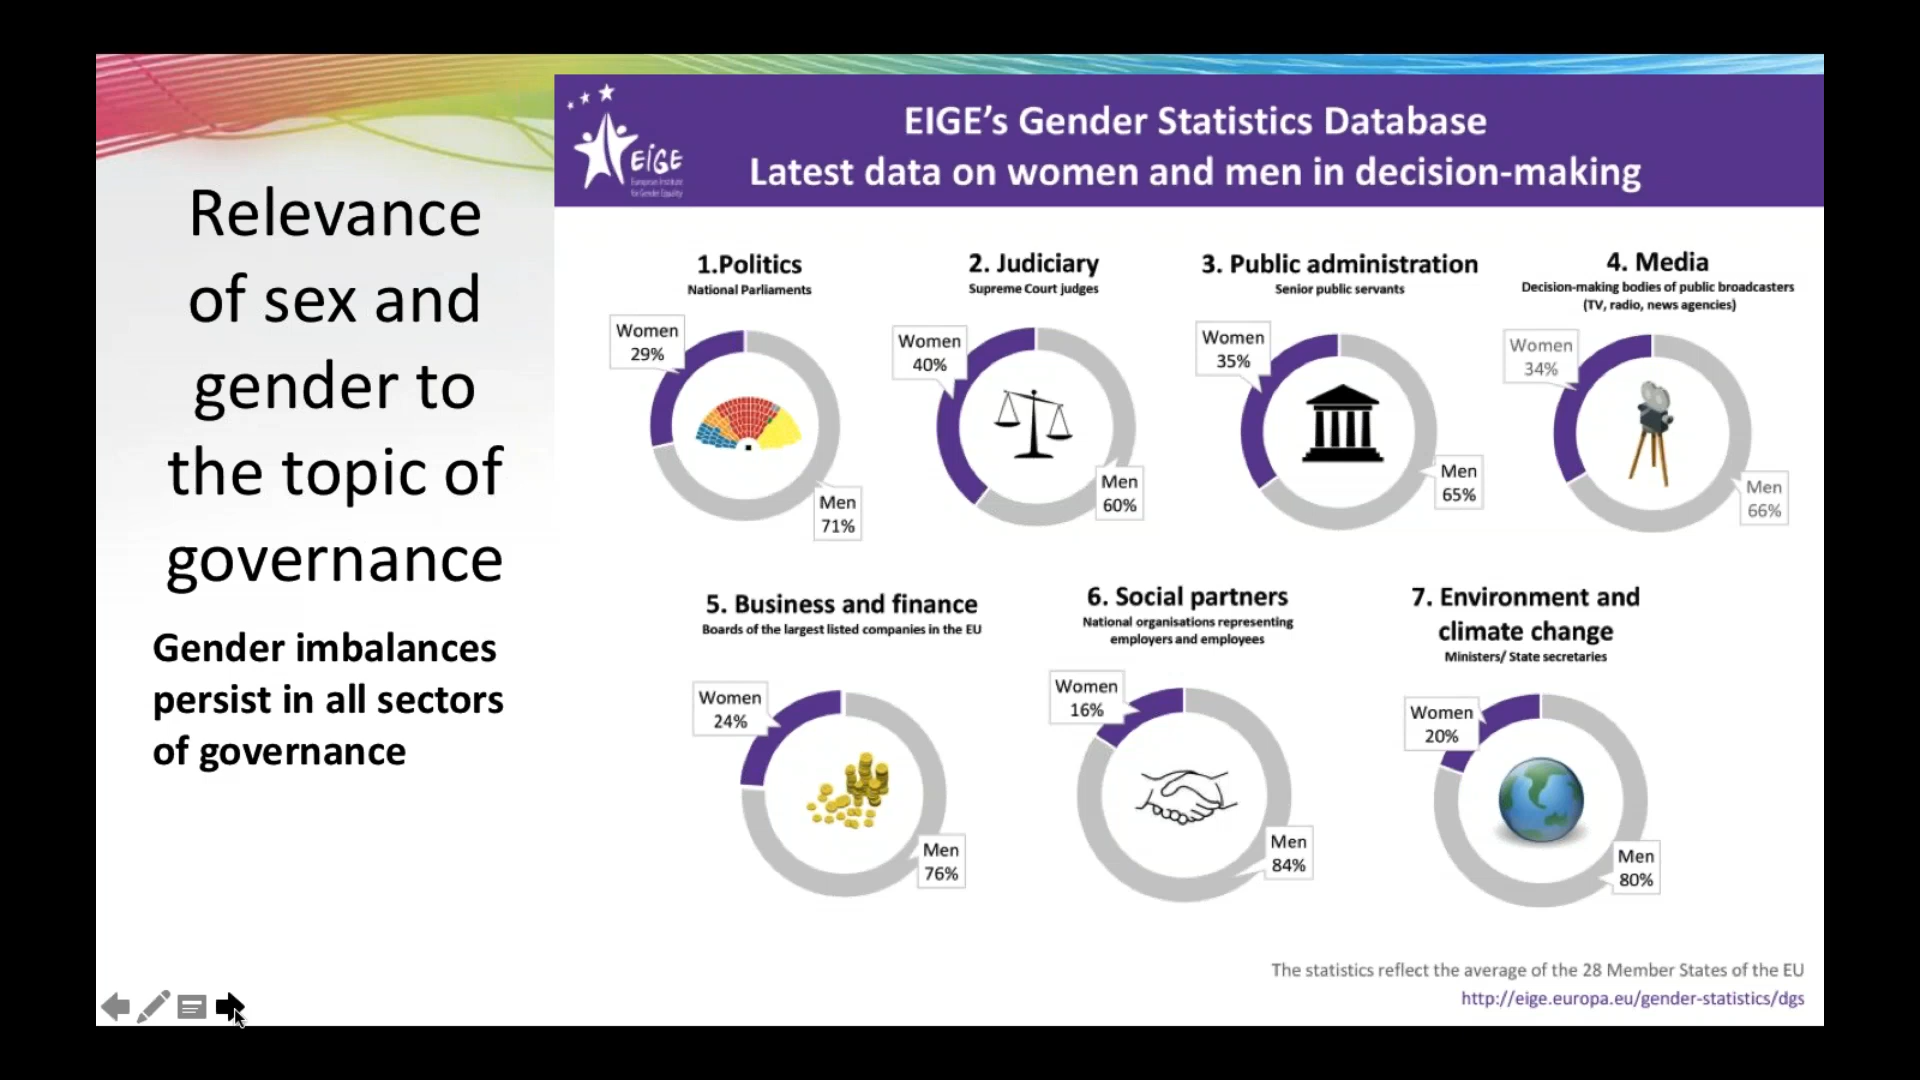 Relevance
of sex and
gender to
the topic of
governance
Gender imbalances
persist in all sectors
of governance
EIGE
European Institute
for Gender Equality
EIGE’s Gender Statistics Database
Latest data on women and men in decision-making
1.Politics
National Parliaments
Women
29%
Men
71%
2. Judiciary
Supreme Court judges
Women
40%
Men
60%
3. Public administration
Senior public servants
Women
35%
Men
65%
4. Media
Decision-making bodies of public broadcasters
(TV, radio, news agencies)
Women
34%
Men
66%
5. Business and finance
Boards of the largest listed companies in the EU
Women
24%
Men
76%
6. Social partners
National organisations representing
employers and employees
Women
16%
Men
84%
7. Environment and
climate change
Ministers/ State secretaries
Women
20%
Men
80%
The statistics reflect the average of the 28 Member States of the EU
http://eige.europa.eu/gender-statistics/dgs